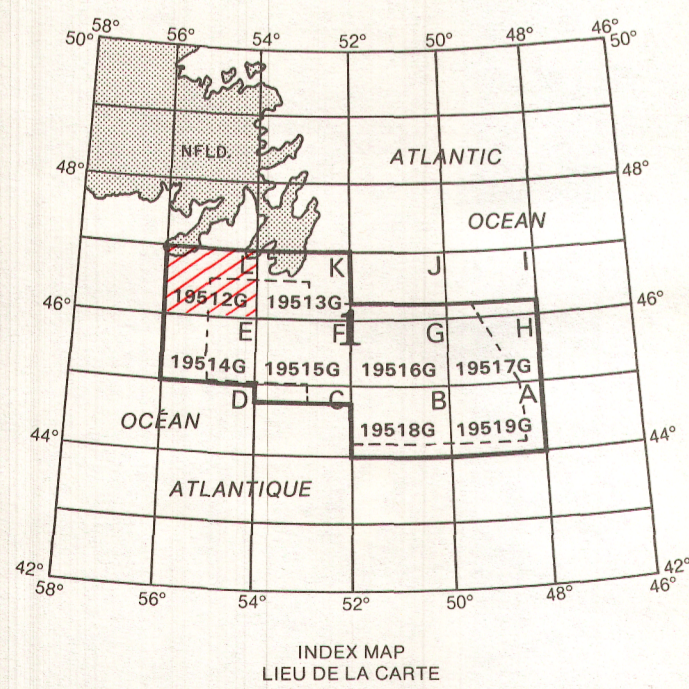 58° 56° 54° 52° 50° 48° 46°
50° 50°
NFLD. ATLANTIC
48° 48°
OCEAN
L K J I
19512G 19513G
46° 46°
E F 1 G H
19514G 19515G 19516G 19517G
D C B A
OCÉAN 19518G 19519G
44° 44°
ATLANTIQUE
42° 42°
58° 56° 54° 52° 50° 48° 46°
INDEX MAP
LIEU DE LA CARTE